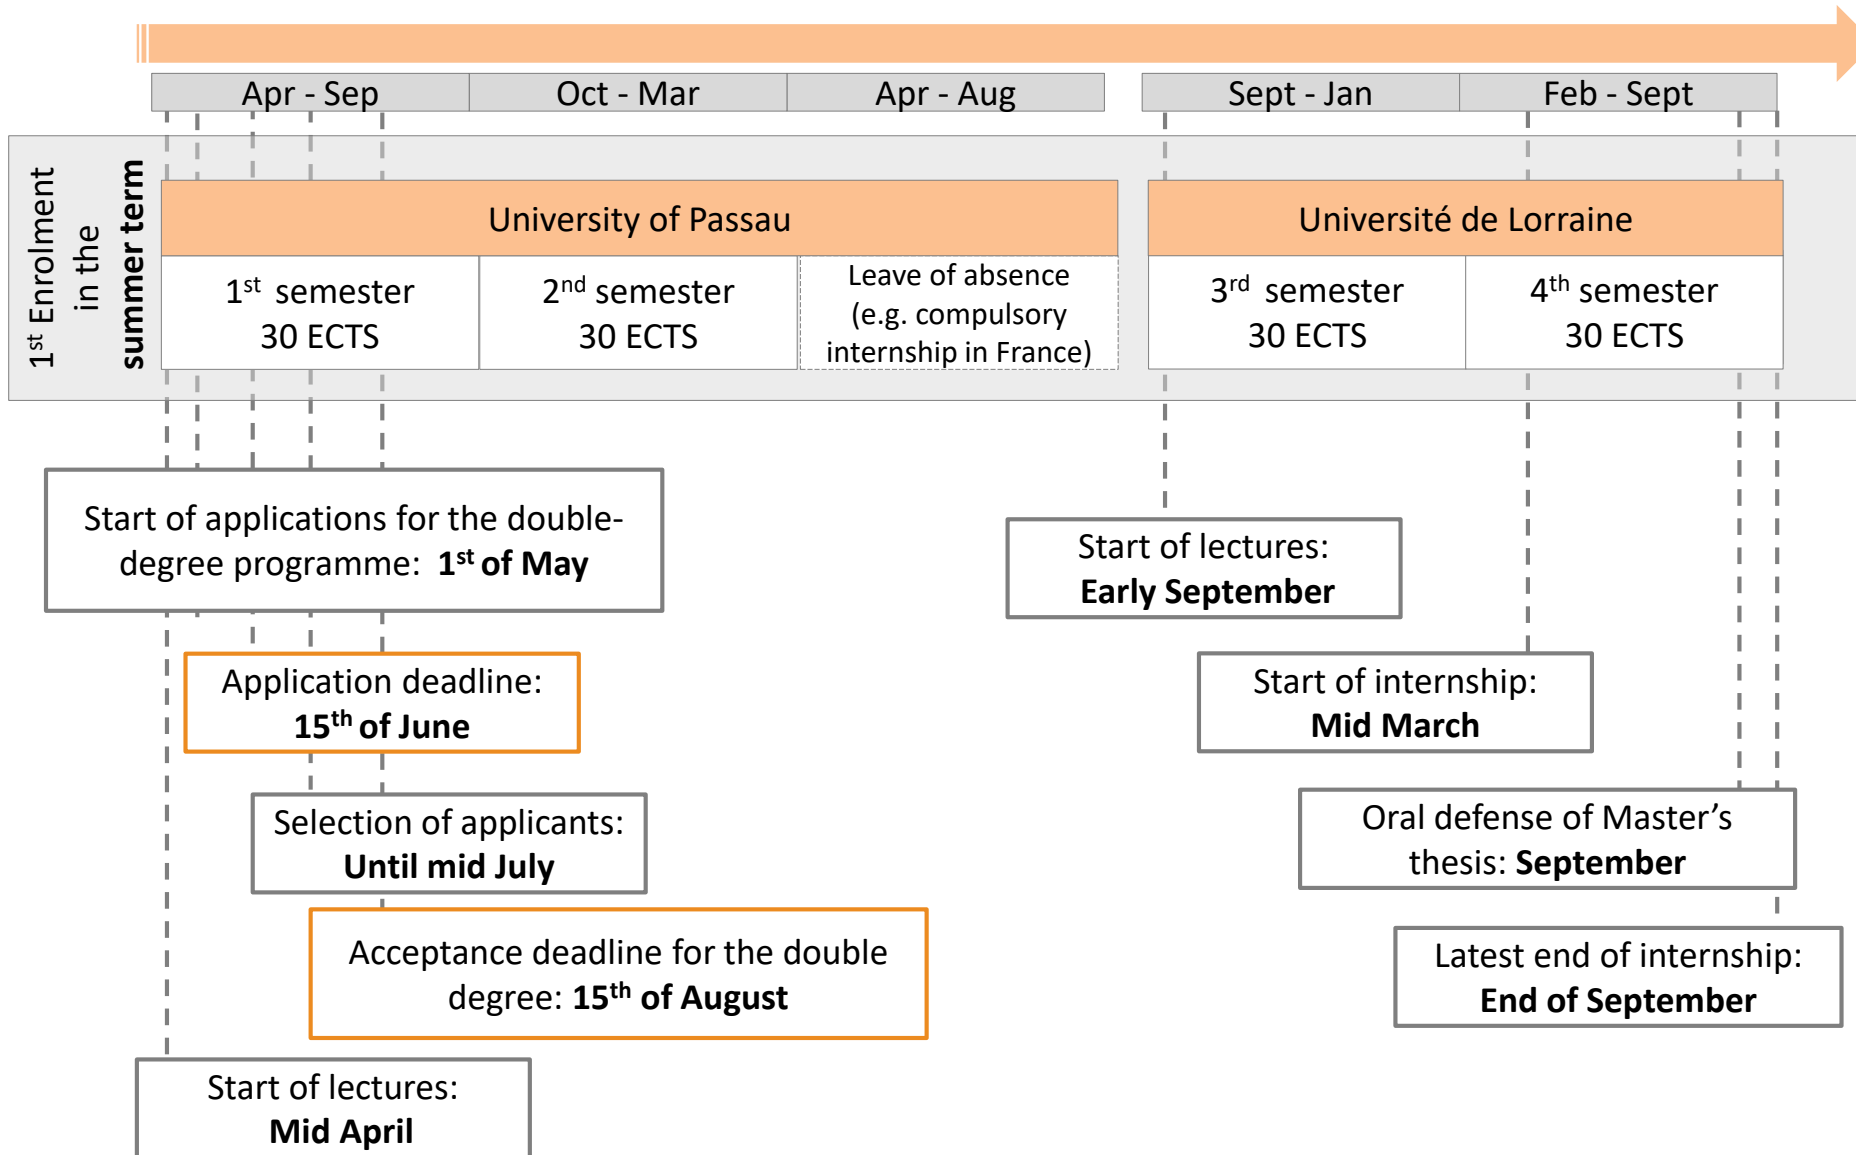 Apr - Sep
Oct - Mar
Apr - Aug
Sept - Jan
Feb - Sept
1st Enrolment
in the
summer term
University of Passau
Université de Lorraine
1st semester
30 ECTS
2nd semester
30 ECTS
Leave of absence
(e.g. compulsory
internship in France)
3rd semester
30 ECTS
4th semester
30 ECTS
Start of applications for the double-
degree programme: 1st of May
Application deadline:
15th of June
Selection of applicants:
Until mid July
Acceptance deadline for the double
degree: 15th of August
Start of lectures:
Mid April
Start of lectures:
Early September
Start of internship:
Mid March
Oral defense of Master’s
thesis: September
Latest end of internship:
End of September